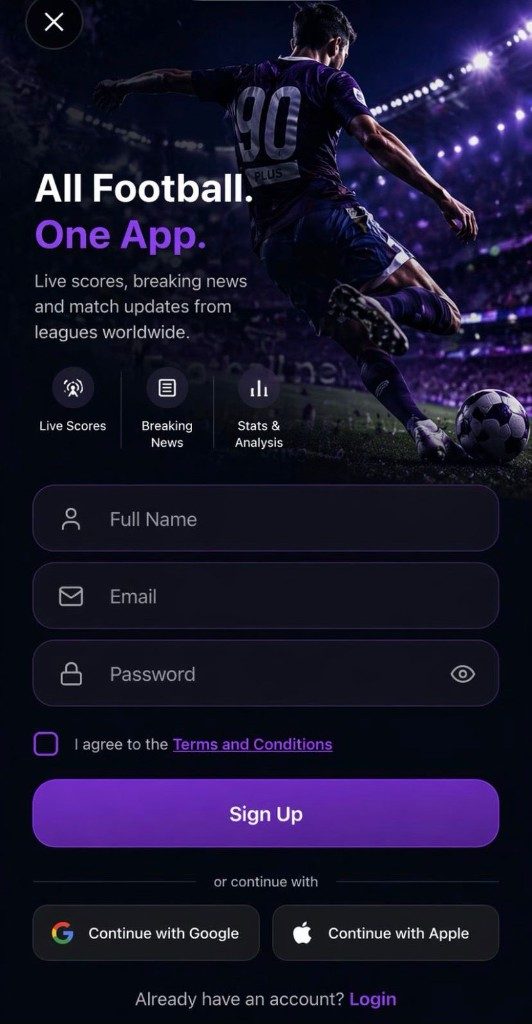 90
PLUS
All Football.
One App.
Live scores, breaking news
and match updates from
leagues worldwide.
Live Scores
Breaking
News
Stats &
Analysis
Full Name
Email
Password
I agree to the Terms and Conditions
Sign Up
or continue with
Continue with Google
Continue with Apple
Already have an account? Login